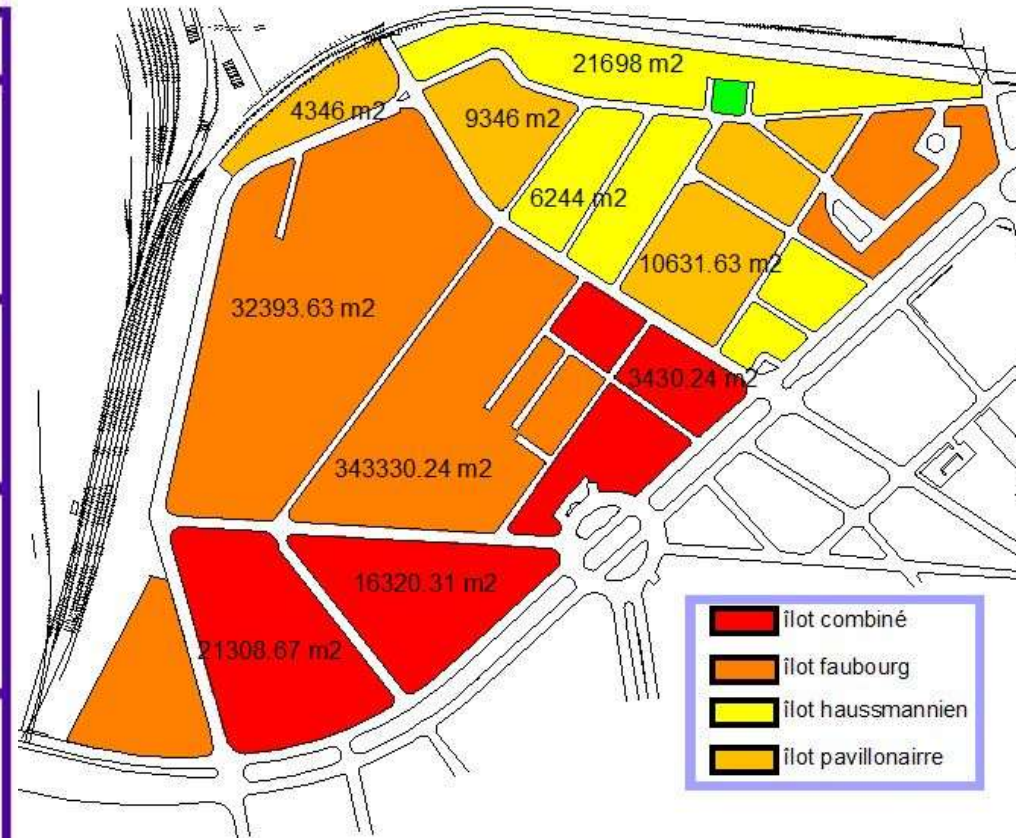 21698 m2
4346 m2
9346 m2
6244 m2
10631.63 m2
32393.63 m2
3430.24 m2
343330.24 m2
16320.31 m2
21308.67 m2
îlot combiné
îlot faubourg
îlot haussmannien
îlot pavillonairre